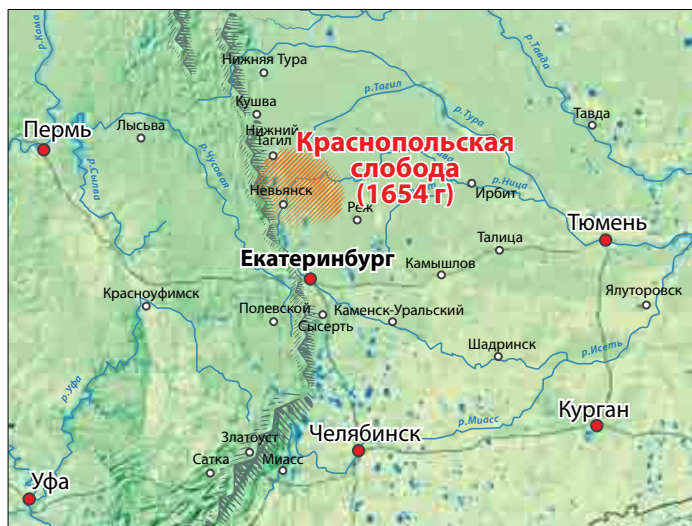 р.Кама
Нижняя Тура
р.Тавда
р.Тагил
Кушва
р.Тура
Тавда
Пермь
Лысьва
Нижний
Тагил
Краснопольская
слобода
(1654 г)
р.Чусовая
р.Сылва
р.Ница
Невьянск
Реж
Ирбит
Тюмень
Талица
Екатеринбург
Камышлов
Красноуфимск
Ялуторовск
Полевской
Сысерть
Каменск-Уральский
Шадринск
р.Исеть
р.Уфа
Курган
р.Миасс
Челябинск
Златоуст
Сатка
Миасс
Уфа